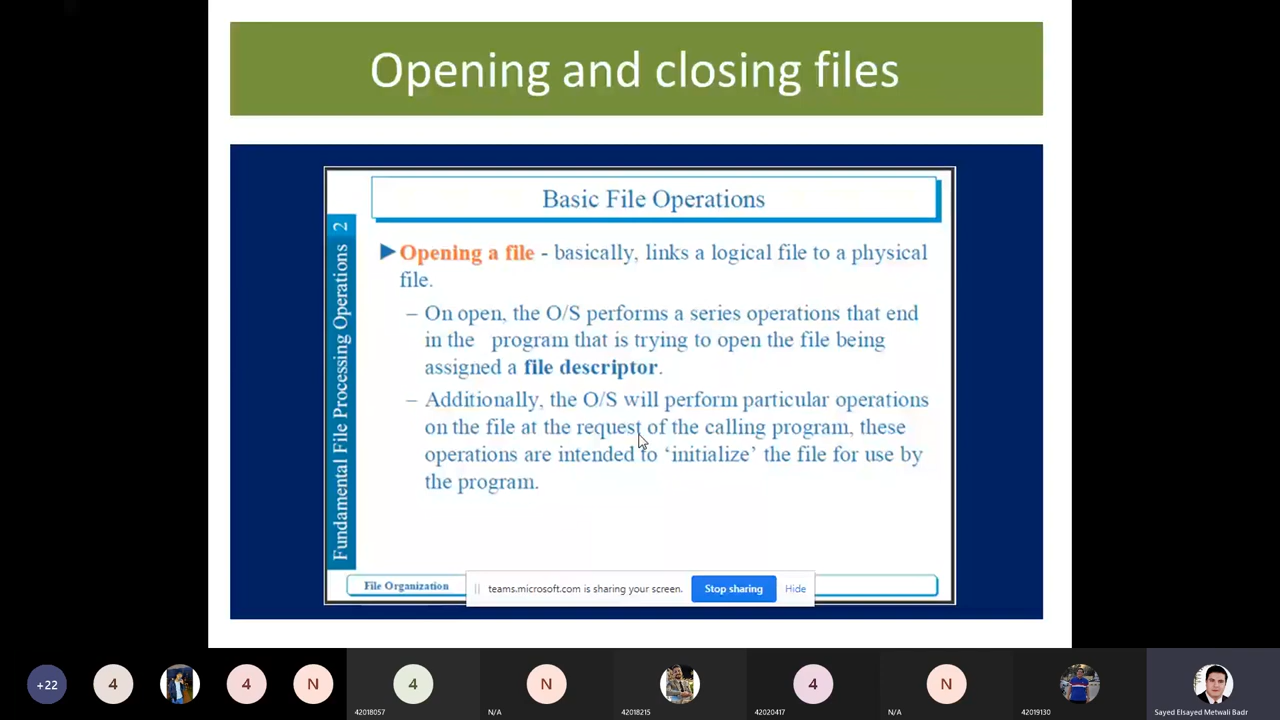 Opening and closing files
Basic File Operations
Fundamental File Processing Operations 2
Opening a file - basically, links a logical file to a physical
file.
– On open, the O/S performs a series operations that end
in the program that is trying to open the file being
assigned a file descriptor.
– Additionally, the O/S will perform particular operations
on the file at the request of the calling program, these
operations are intended to ‘initialize’ the file for use by
the program.
File Organization
teams.microsoft.com is sharing your screen. Stop sharing Hide
+22 4 4 N 4 N 4 N
42018057 N/A 42018215 42020417 N/A 42019130 Sayed Elsayed Metwali Badr